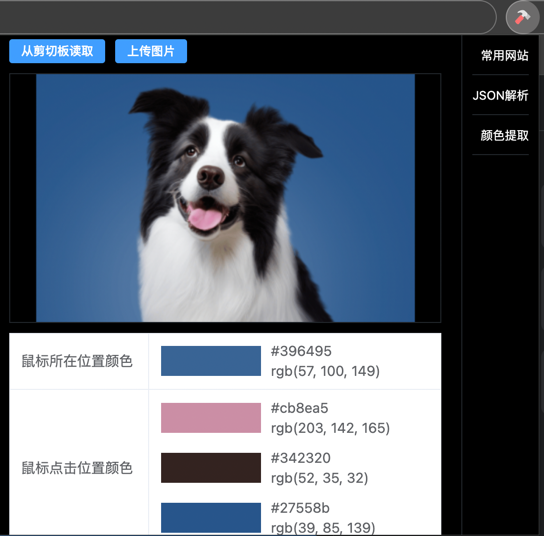 从剪切板读取 上传图片
常用网站
JSON解析
颜色提取
鼠标所在位置颜色
#396495
rgb(57, 100, 149)
鼠标点击位置颜色
#cb8ea5
rgb(203, 142, 165)
#342320
rgb(52, 35, 32)
#27558b
rgb(39, 85, 139)